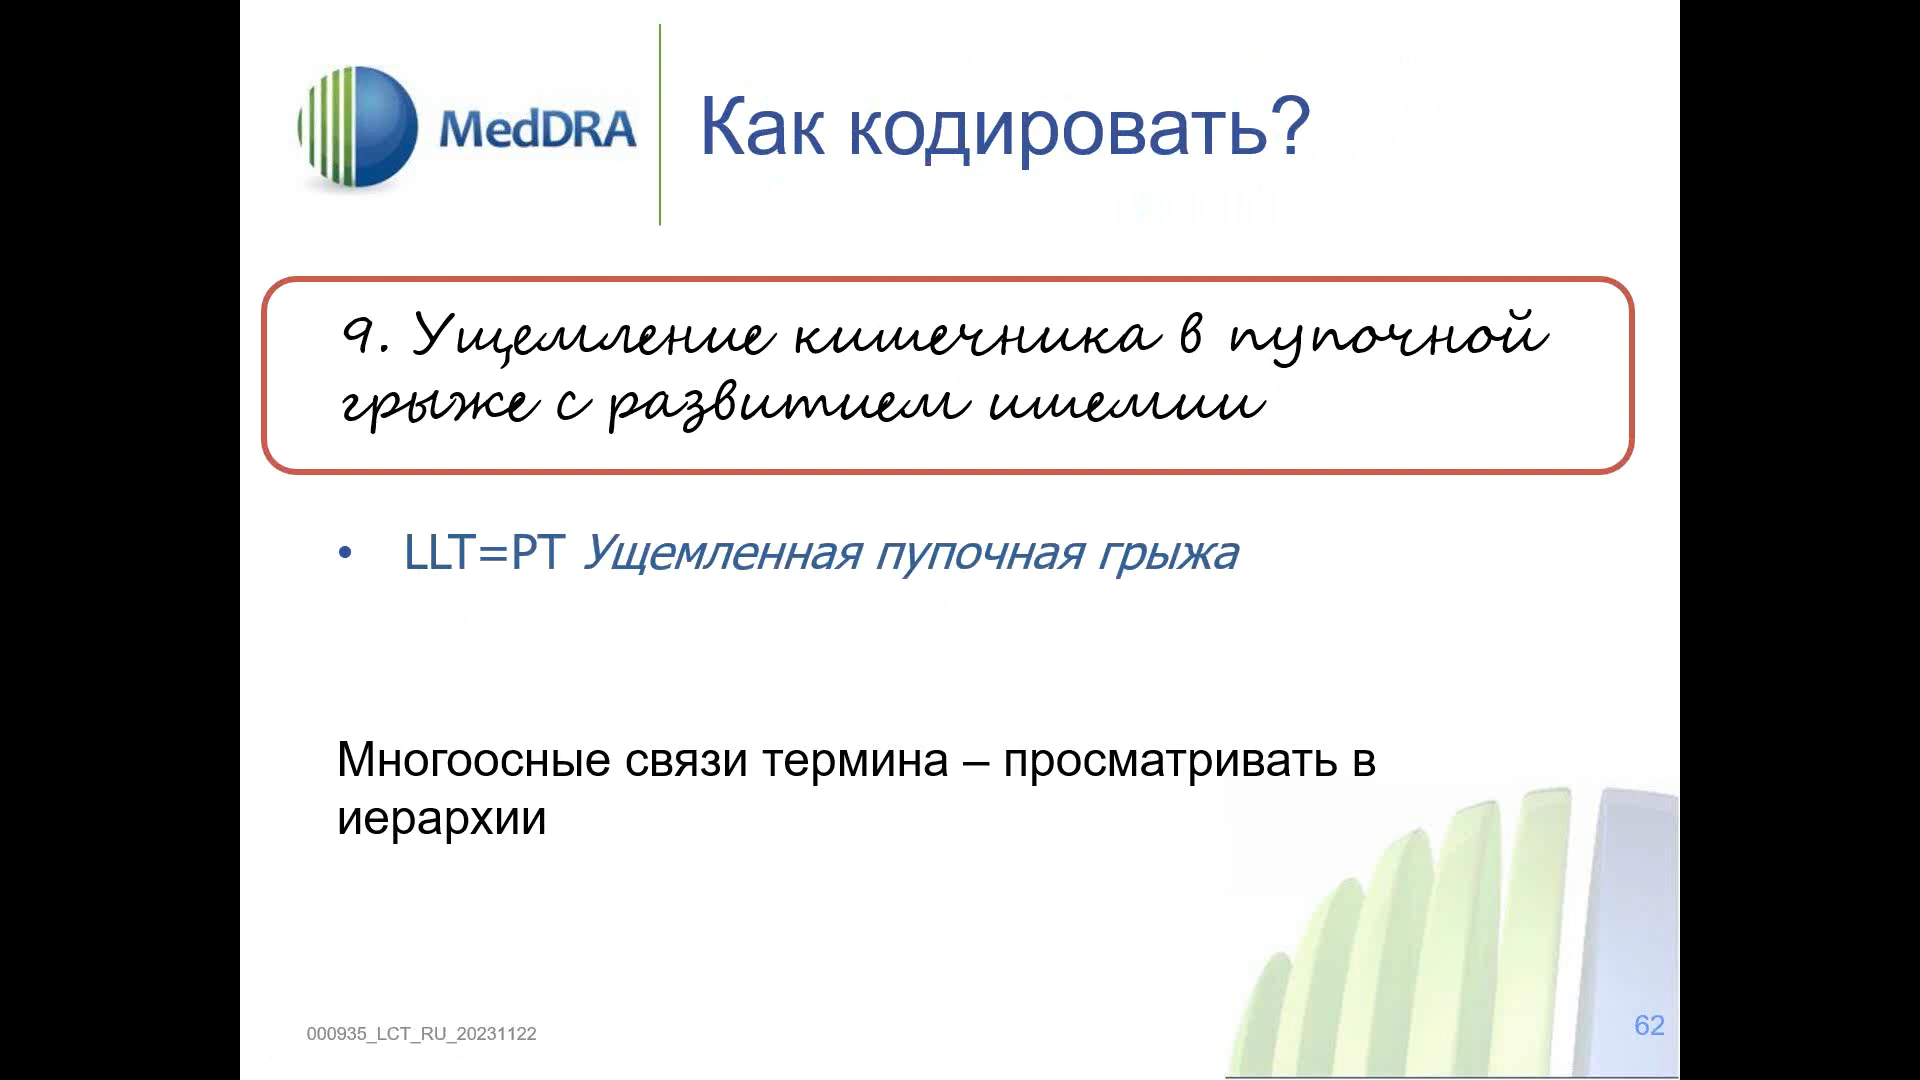 MedDRA
Как кодировать?
9. Ущемление кишечника в пупочной
грыже с развитием ишемии
• LLT=PT Ущемленная пупочная грыжа
Многоосные связи термина – просматривать в
иерархии
000935_LCT_RU_20231122
62